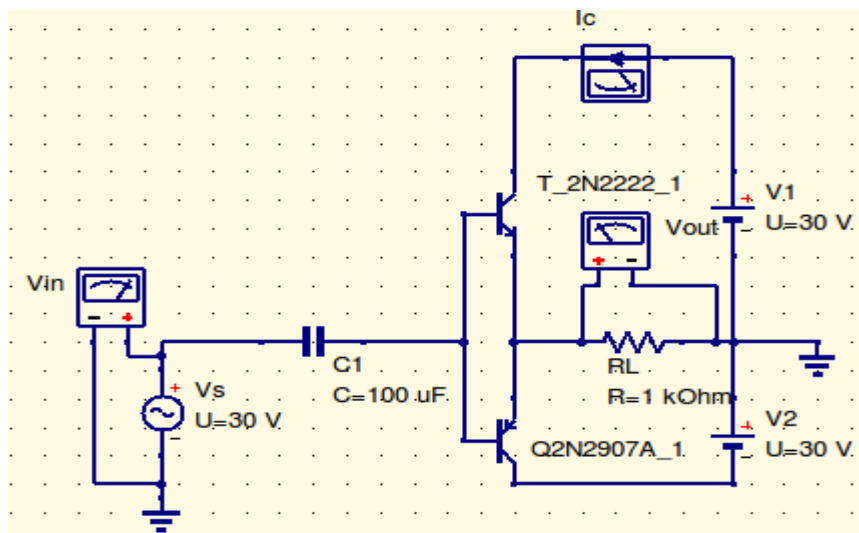 Ic
T_2N2222_1
V1
U=30 V
Vout
+ -
Vin
- +
C1
C=100 uF
RL
R=1 kOhm
Vs
U=30 V
Q2N2907A_1
V2
U=30 V